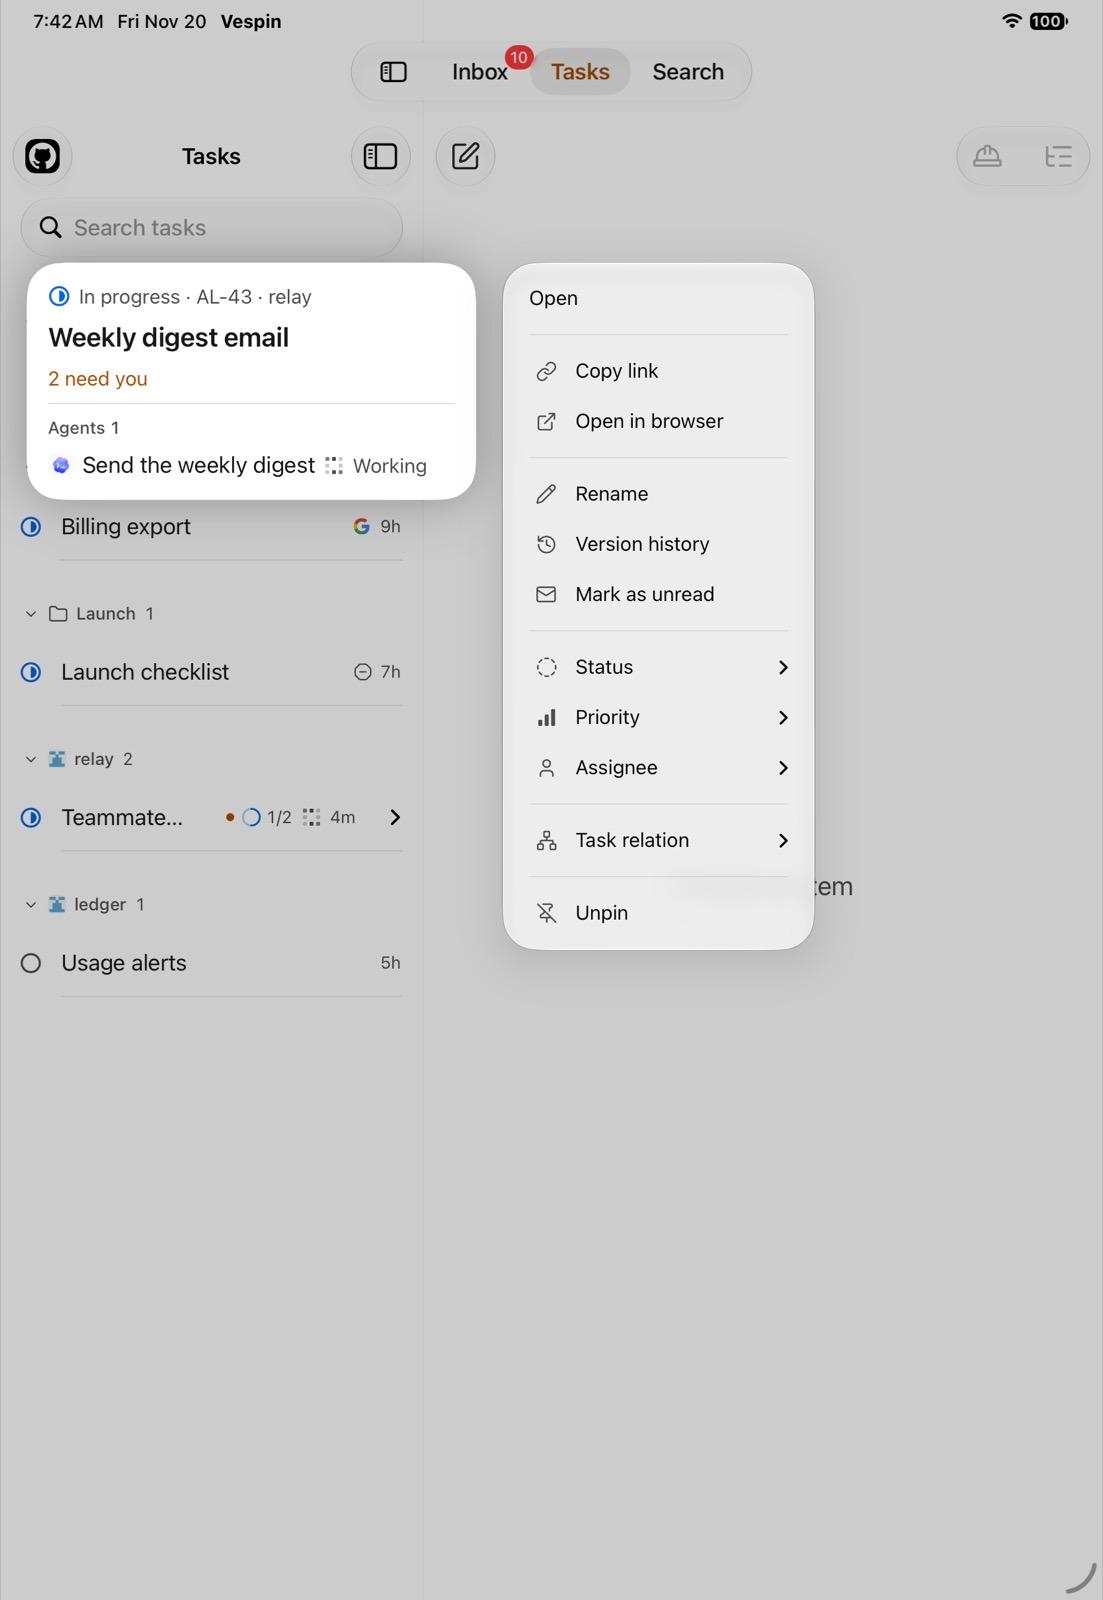 7:42 AM Fri Nov 20 Vespin
100
Inbox 10 Tasks Search
Tasks
Search tasks
In progress · AL-43 · relay
Weekly digest email
2 need you
Agents 1
Send the weekly digest Working
Billing export 9h
Launch 1
Launch checklist 7h
relay 2
Teammate... 1/2 4m
ledger 1
Usage alerts 5h
Open
Copy link
Open in browser
Rename
Version history
Mark as unread
Status
Priority
Assignee
Task relation
Unpin